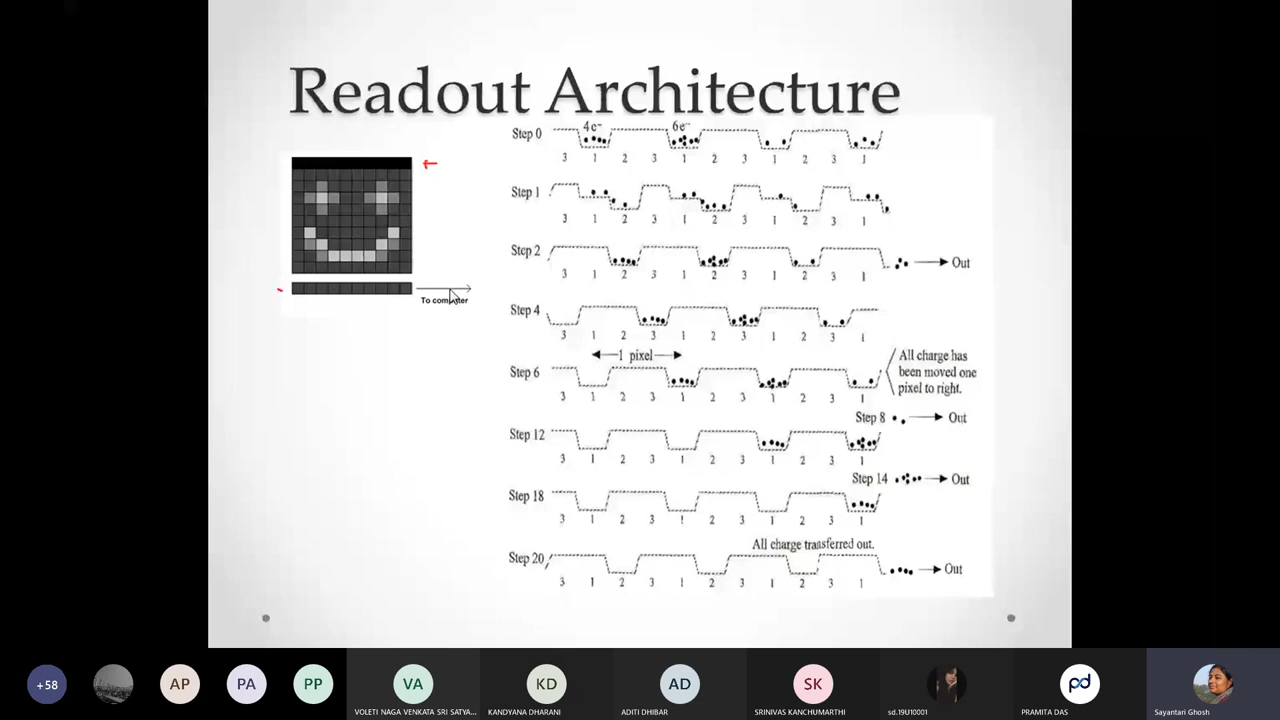 Readout Architecture
4e⁻ 6e⁻
Step 0
3 1 2 3 1 2 3 1 2 3 1
Step 1
3 1 2 3 1 2 3 1 2 3 1
Step 2
Out
3 1 2 3 1 2 3 1 2 3 1
To computer
Step 4
3 1 2 3 1 2 3 1 2 3 1
1 pixel
Step 6
All charge has
been moved one
pixel to right.
3 1 2 3 1 2 3 1 2 3 1
Step 8 Out
Step 12
3 1 2 3 1 2 3 1 2 3 1
Step 14 Out
Step 18
3 1 2 3 1 2 3 1 2 3 1
All charge transferred out.
Step 20
Out
3 1 2 3 1 2 3 1 2 3 1
+58
AP
PA
PP
VA
KD
AD
SK
pd
VOLETI NAGA VENKATA SRI SATYA...
KANDYANA DHARANI
ADITI DHIBAR
SRINIVAS KANCHUMARTHI
sd.19U10001
PRAMITA DAS
Sayantari Ghosh